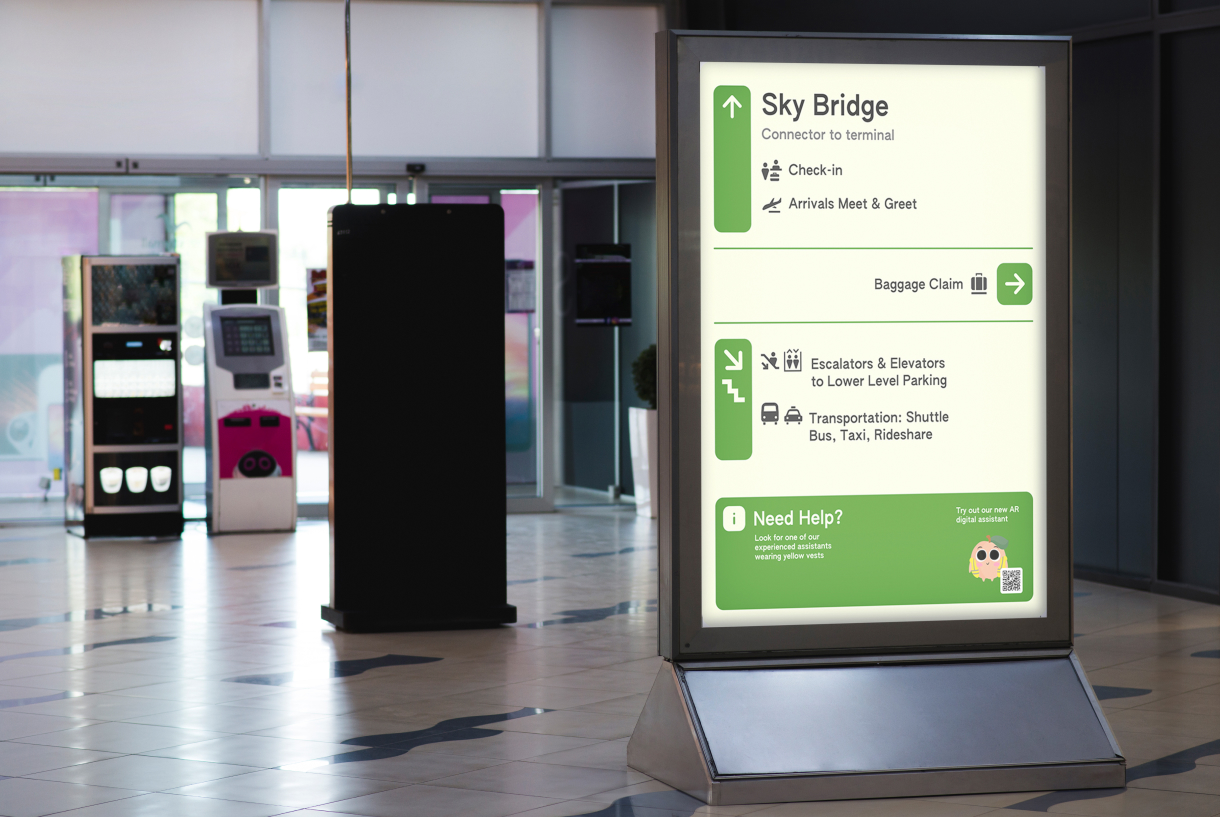 Sky Bridge
Connector to terminal
Check-in
Arrivals Meet & Greet
Baggage Claim
Escalators & Elevators
to Lower Level Parking
Transportation: Shuttle
Bus, Taxi, Rideshare
i Need Help?
Look for one of our
experienced assistants
wearing yellow vests
Try out our new AR
digital assistant